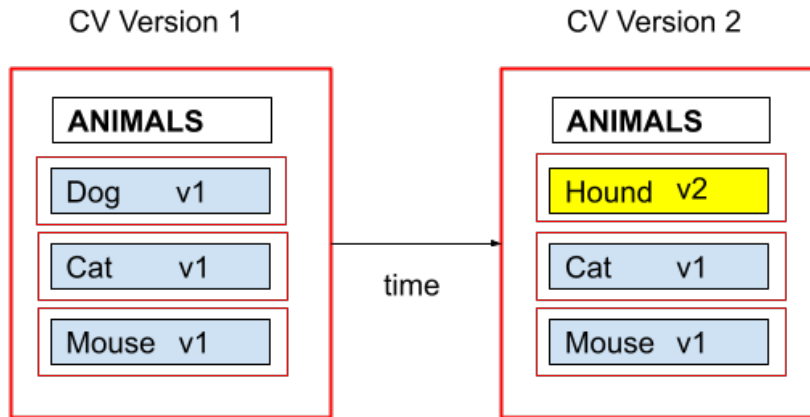 CV Version 1
ANIMALS
Dog v1
Cat v1
Mouse v1
time
CV Version 2
ANIMALS
Hound v2
Cat v1
Mouse v1